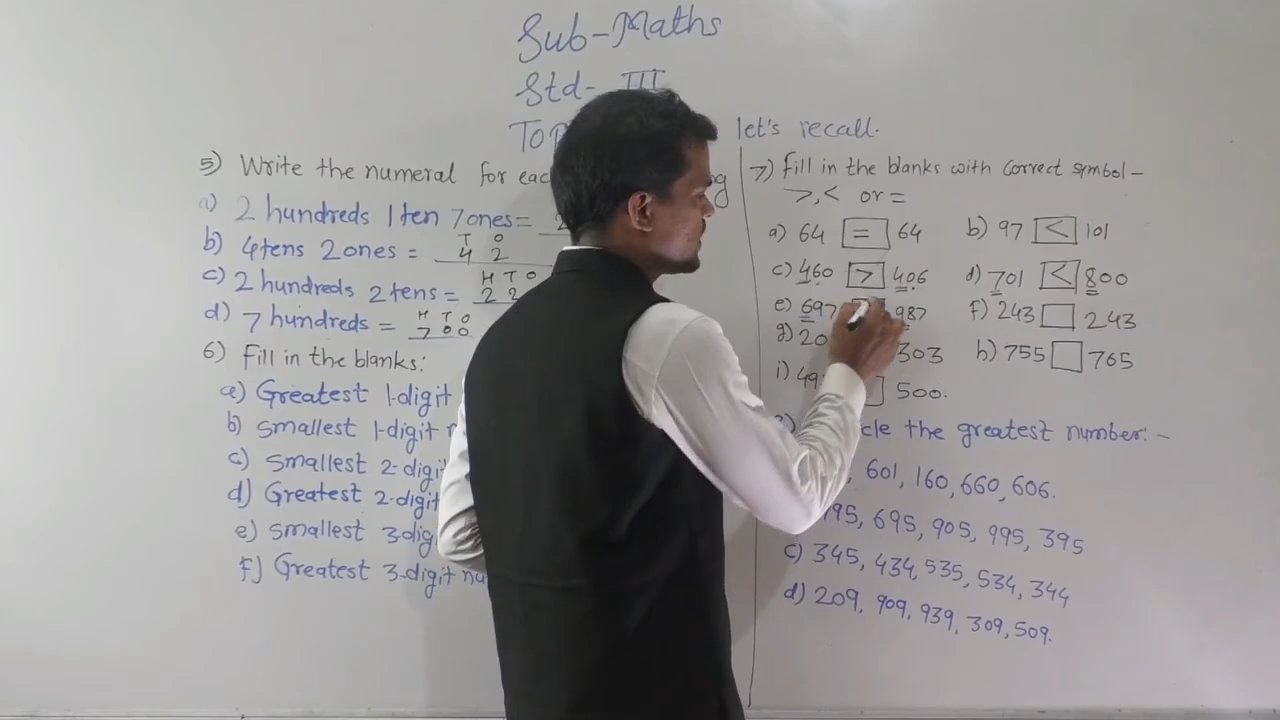 Sub-Maths
Std- III
let's recall.
5) Write the numeral for each
a) 2 hundreds 1 ten 7 ones =
T O
b) 4 tens 2 ones = 4 2
H T O
c) 2 hundreds 2 tens = 2 2
H T O
d) 7 hundreds = 7 0 0
6) Fill in the blanks:
a) Greatest 1-digit
b) smallest 1-digit
c) smallest 2-digit
d) Greatest 2-digit
e) smallest 3-dig
f) Greatest 3-digit
7) Fill in the blanks with correct symbol –
>, < or =
a) 64 = 64 b) 97 < 101
c) 460 > 406 d) 701 < 800
e) 697 987 f) 243 243
g) 303 h) 755 765
i) 500.
the greatest number: -
601, 160, 660, 606.
695, 905, 995, 395
c) 345, 434, 535, 534, 344
d) 209, 909, 939, 309, 509.